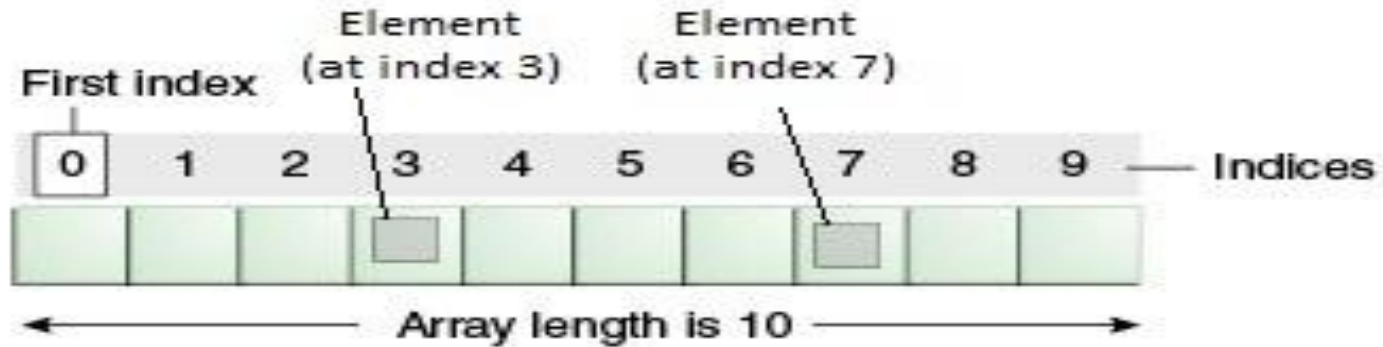 Element
(at index 3)
Element
(at index 7)
First index
0 1 2 3 4 5 6 7 8 9
Indices
Array length is 10